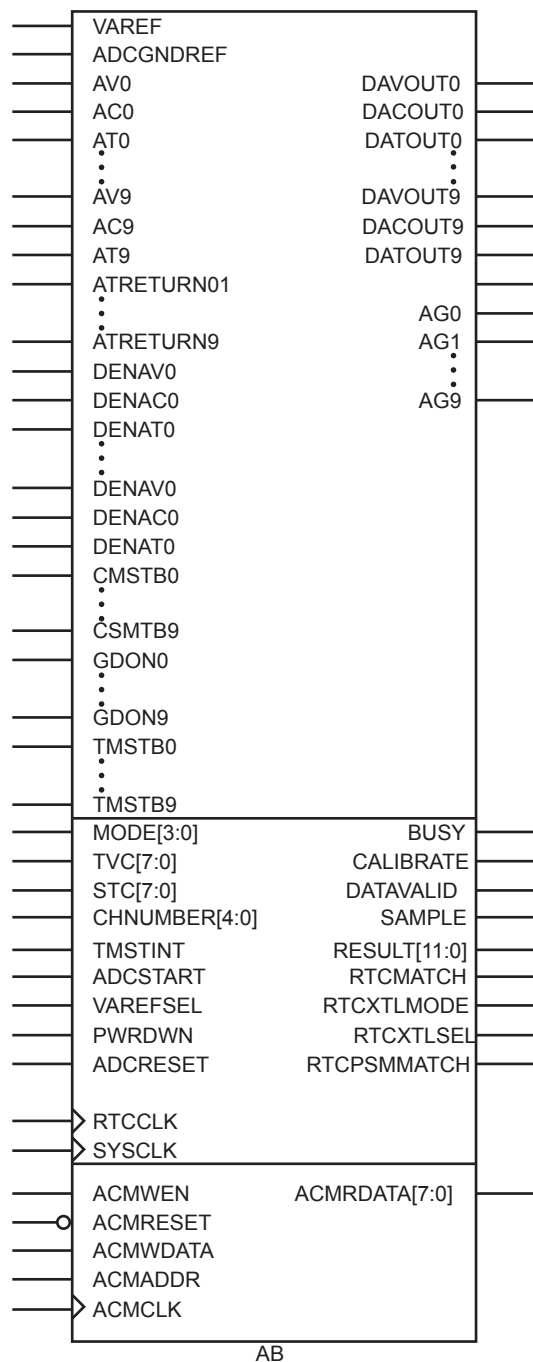 VAREF
ADCGNDREF
AV0 DAVOUT0
AC0 DACOUT0
AT0 DATOUT0
AV9 DAVOUT9
AC9 DACOUT9
AT9 DATOUT9
ATRETURN01
AG0
ATRETURN9 AG1
DENAV0
DENAC0 AG9
DENAT0
DENAV0
DENAC0
DENAT0
CMSTB0
CSMTB9
GDON0
GDON9
TMSTB0
TMSTB9
MODE[3:0] BUSY
TVC[7:0] CALIBRATE
STC[7:0] DATAVALID
CHNUMBER[4:0] SAMPLE
TMSTINT RESULT[11:0]
ADCSTART RTCMATCH
VAREFSEL RTCXTLMODE
PWRDWN RTCXTLSEL
ADCRESET RTCPSMMATCH
RTCCLK
SYSCLK
ACMWEN ACMRDATA[7:0]
ACMRESET
ACMWDATA
ACMADDR
ACMCLK
AB